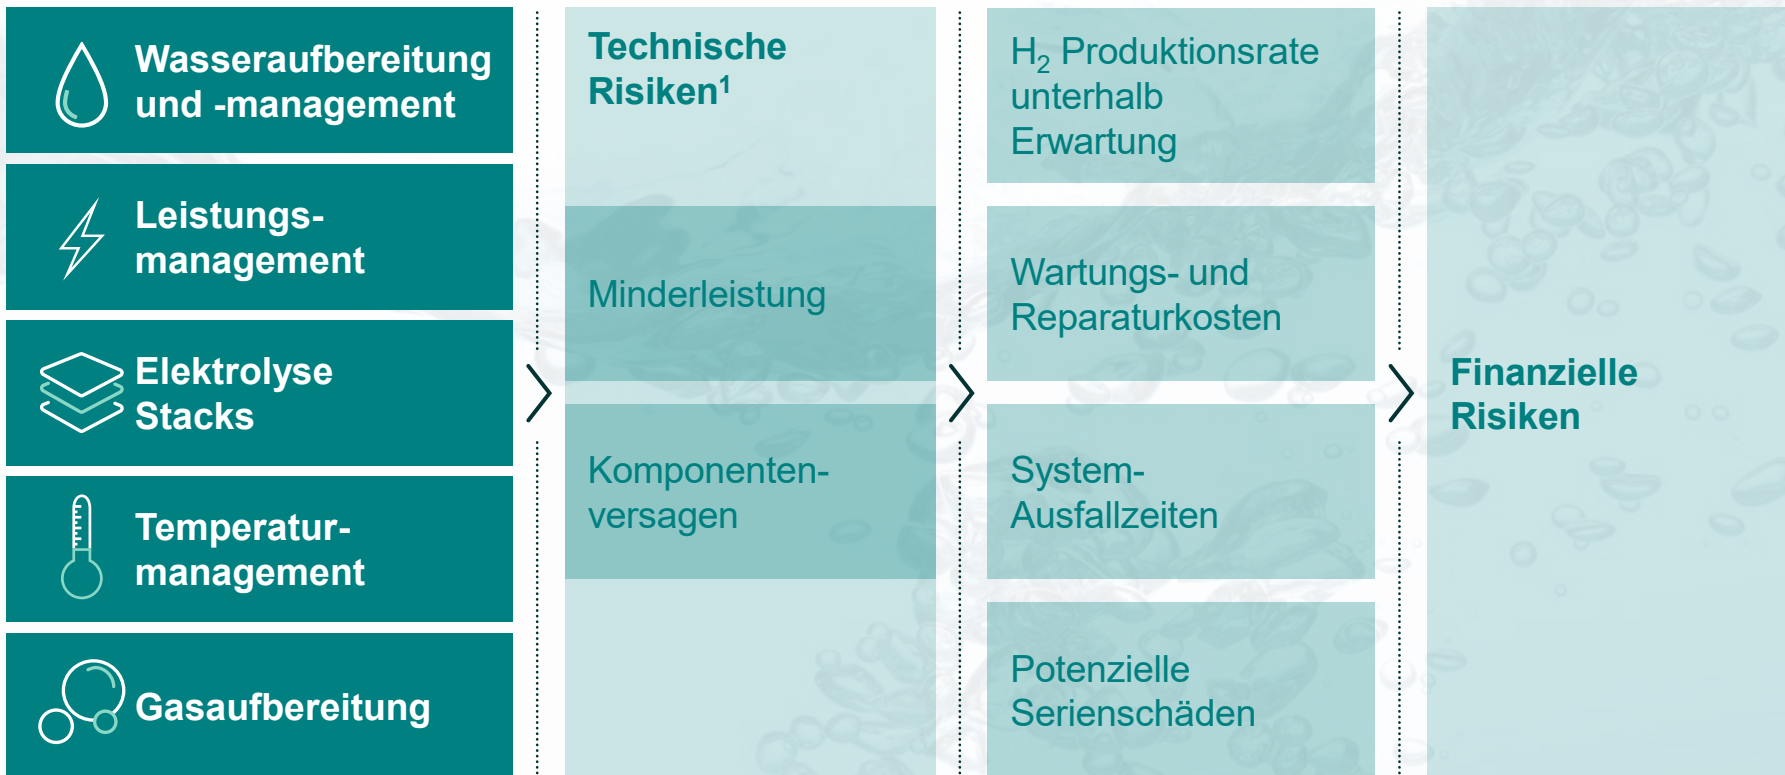 Wasseraufbereitung
und -management
Leistungs-
management
Elektrolyse
Stacks
Temperatur-
management
Gasaufbereitung
Technische
Risiken¹
Minderleistung
Komponenten-
versagen
H₂ Produktionsrate
unterhalb
Erwartung
Wartungs- und
Reparaturkosten
System-
Ausfallzeiten
Potenzielle
Serienschäden
Finanzielle
Risiken